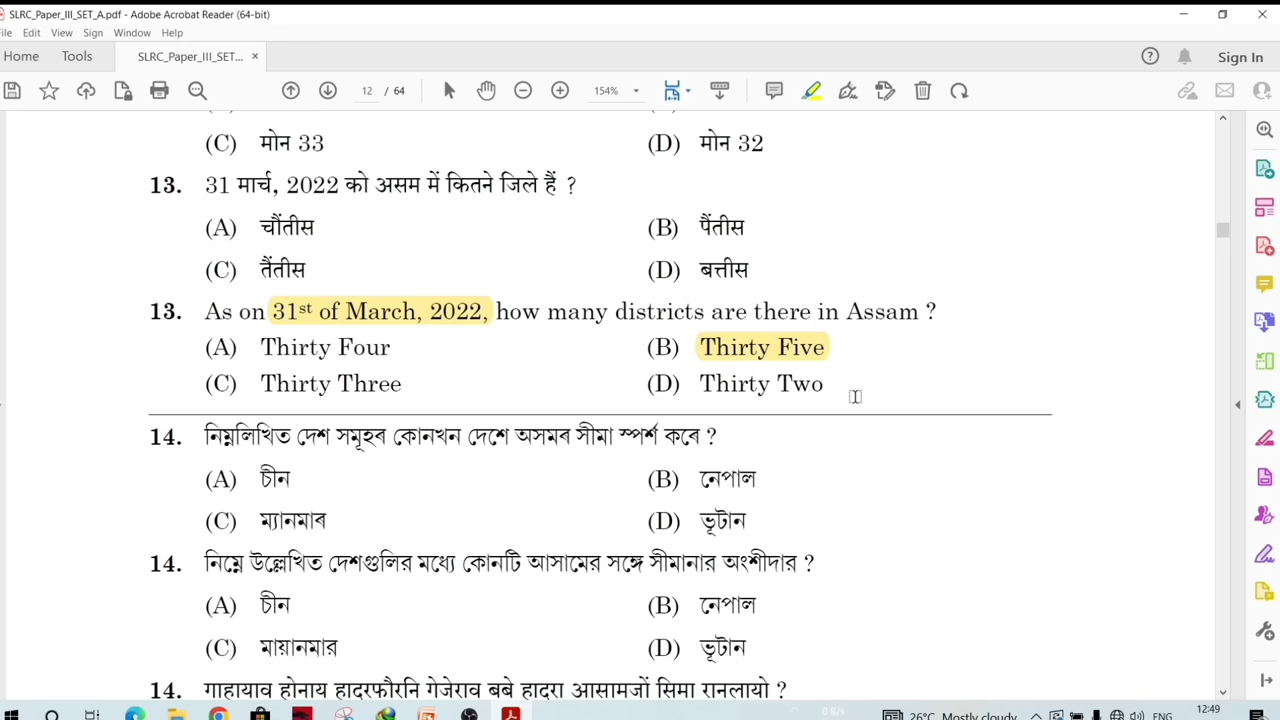 SLRC_Paper_III_SET_A.pdf - Adobe Acrobat Reader (64-bit)
File Edit View Sign Window Help
Home Tools SLRC_Paper_III_SET... × Sign In
12 / 64 154%
(C) मोन 33 (D) मोन 32
13. 31 मार्च, 2022 को असम में कितने जिले हैं ?
(A) चौंतीस (B) पैंतीस
(C) तैंतीस (D) बत्तीस
13. As on 31st of March, 2022, how many districts are there in Assam ?
(A) Thirty Four (B) Thirty Five
(C) Thirty Three (D) Thirty Two
14. নিম্নলিখিত দেশ সমূহৰ কোনখন দেশে অসমৰ সীমা স্পৰ্শ কৰে ?
(A) চীন (B) নেপাল
(C) ম্যানমাৰ (D) ভূটান
14. নিম্নে উল্লেখিত দেশগুলির মধ্যে কোনটি আসামের সঙ্গে সীমানার অংশীদার ?
(A) চীন (B) নেপাল
(C) মায়ানমার (D) ভূটান
14. गाहायाव होनाय हादरफौरनि गेजेराव बबे हादरा आसामजों सिमा रानलायो ?
26°C Mostly cloudy ENG 12:49